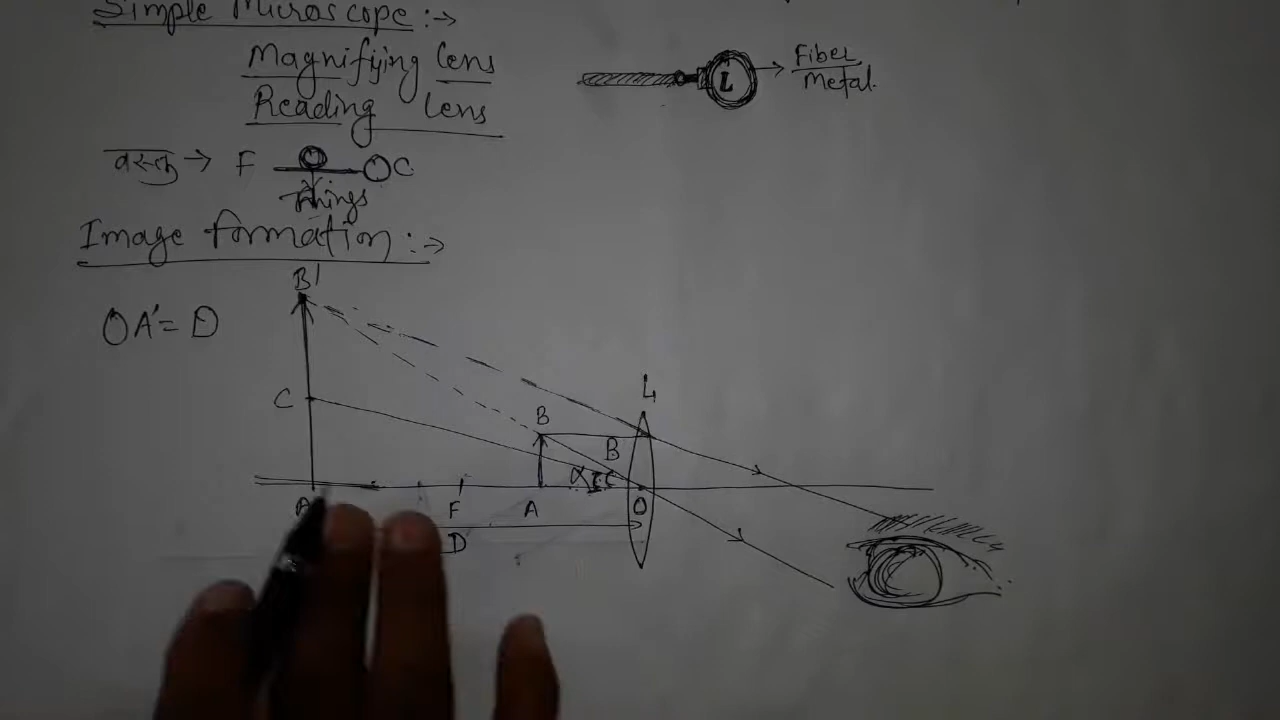 Simple Microscope :→
Magnifying lens
Reading lens
L
Fiber
Metal.
वस्तु → F
C
Things
Image formation :→
B'
OA' = D
L
C
B
B
α
F
A
O
D